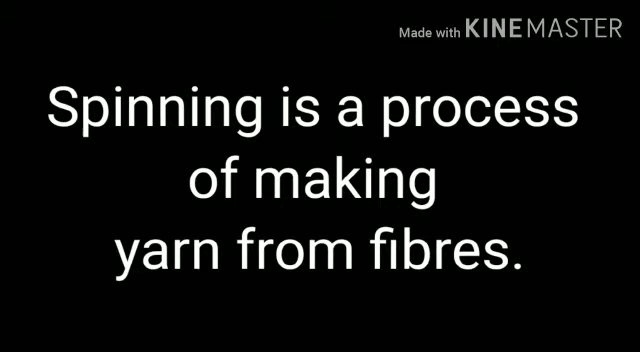 Made with KINEMASTER
Spinning is a process
of making
yarn from fibres.